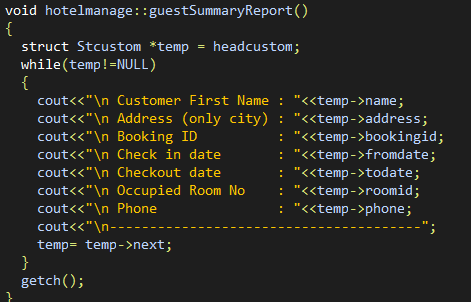 void hotelmanage::guestSummaryReport()
{
  struct Stcustom *temp = headcustom;
  while(temp!=NULL)
  {
    cout<<"\n Customer First Name : "<<temp->name;
    cout<<"\n Address (only city) : "<<temp->address;
    cout<<"\n Booking ID          : "<<temp->bookingid;
    cout<<"\n Check in date       : "<<temp->fromdate;
    cout<<"\n Checkout date       : "<<temp->todate;
    cout<<"\n Occupied Room No    : "<<temp->roomid;
    cout<<"\n Phone               : "<<temp->phone;
    cout<<"\n---------------------------------------";
    temp= temp->next;
  }
  getch();
}